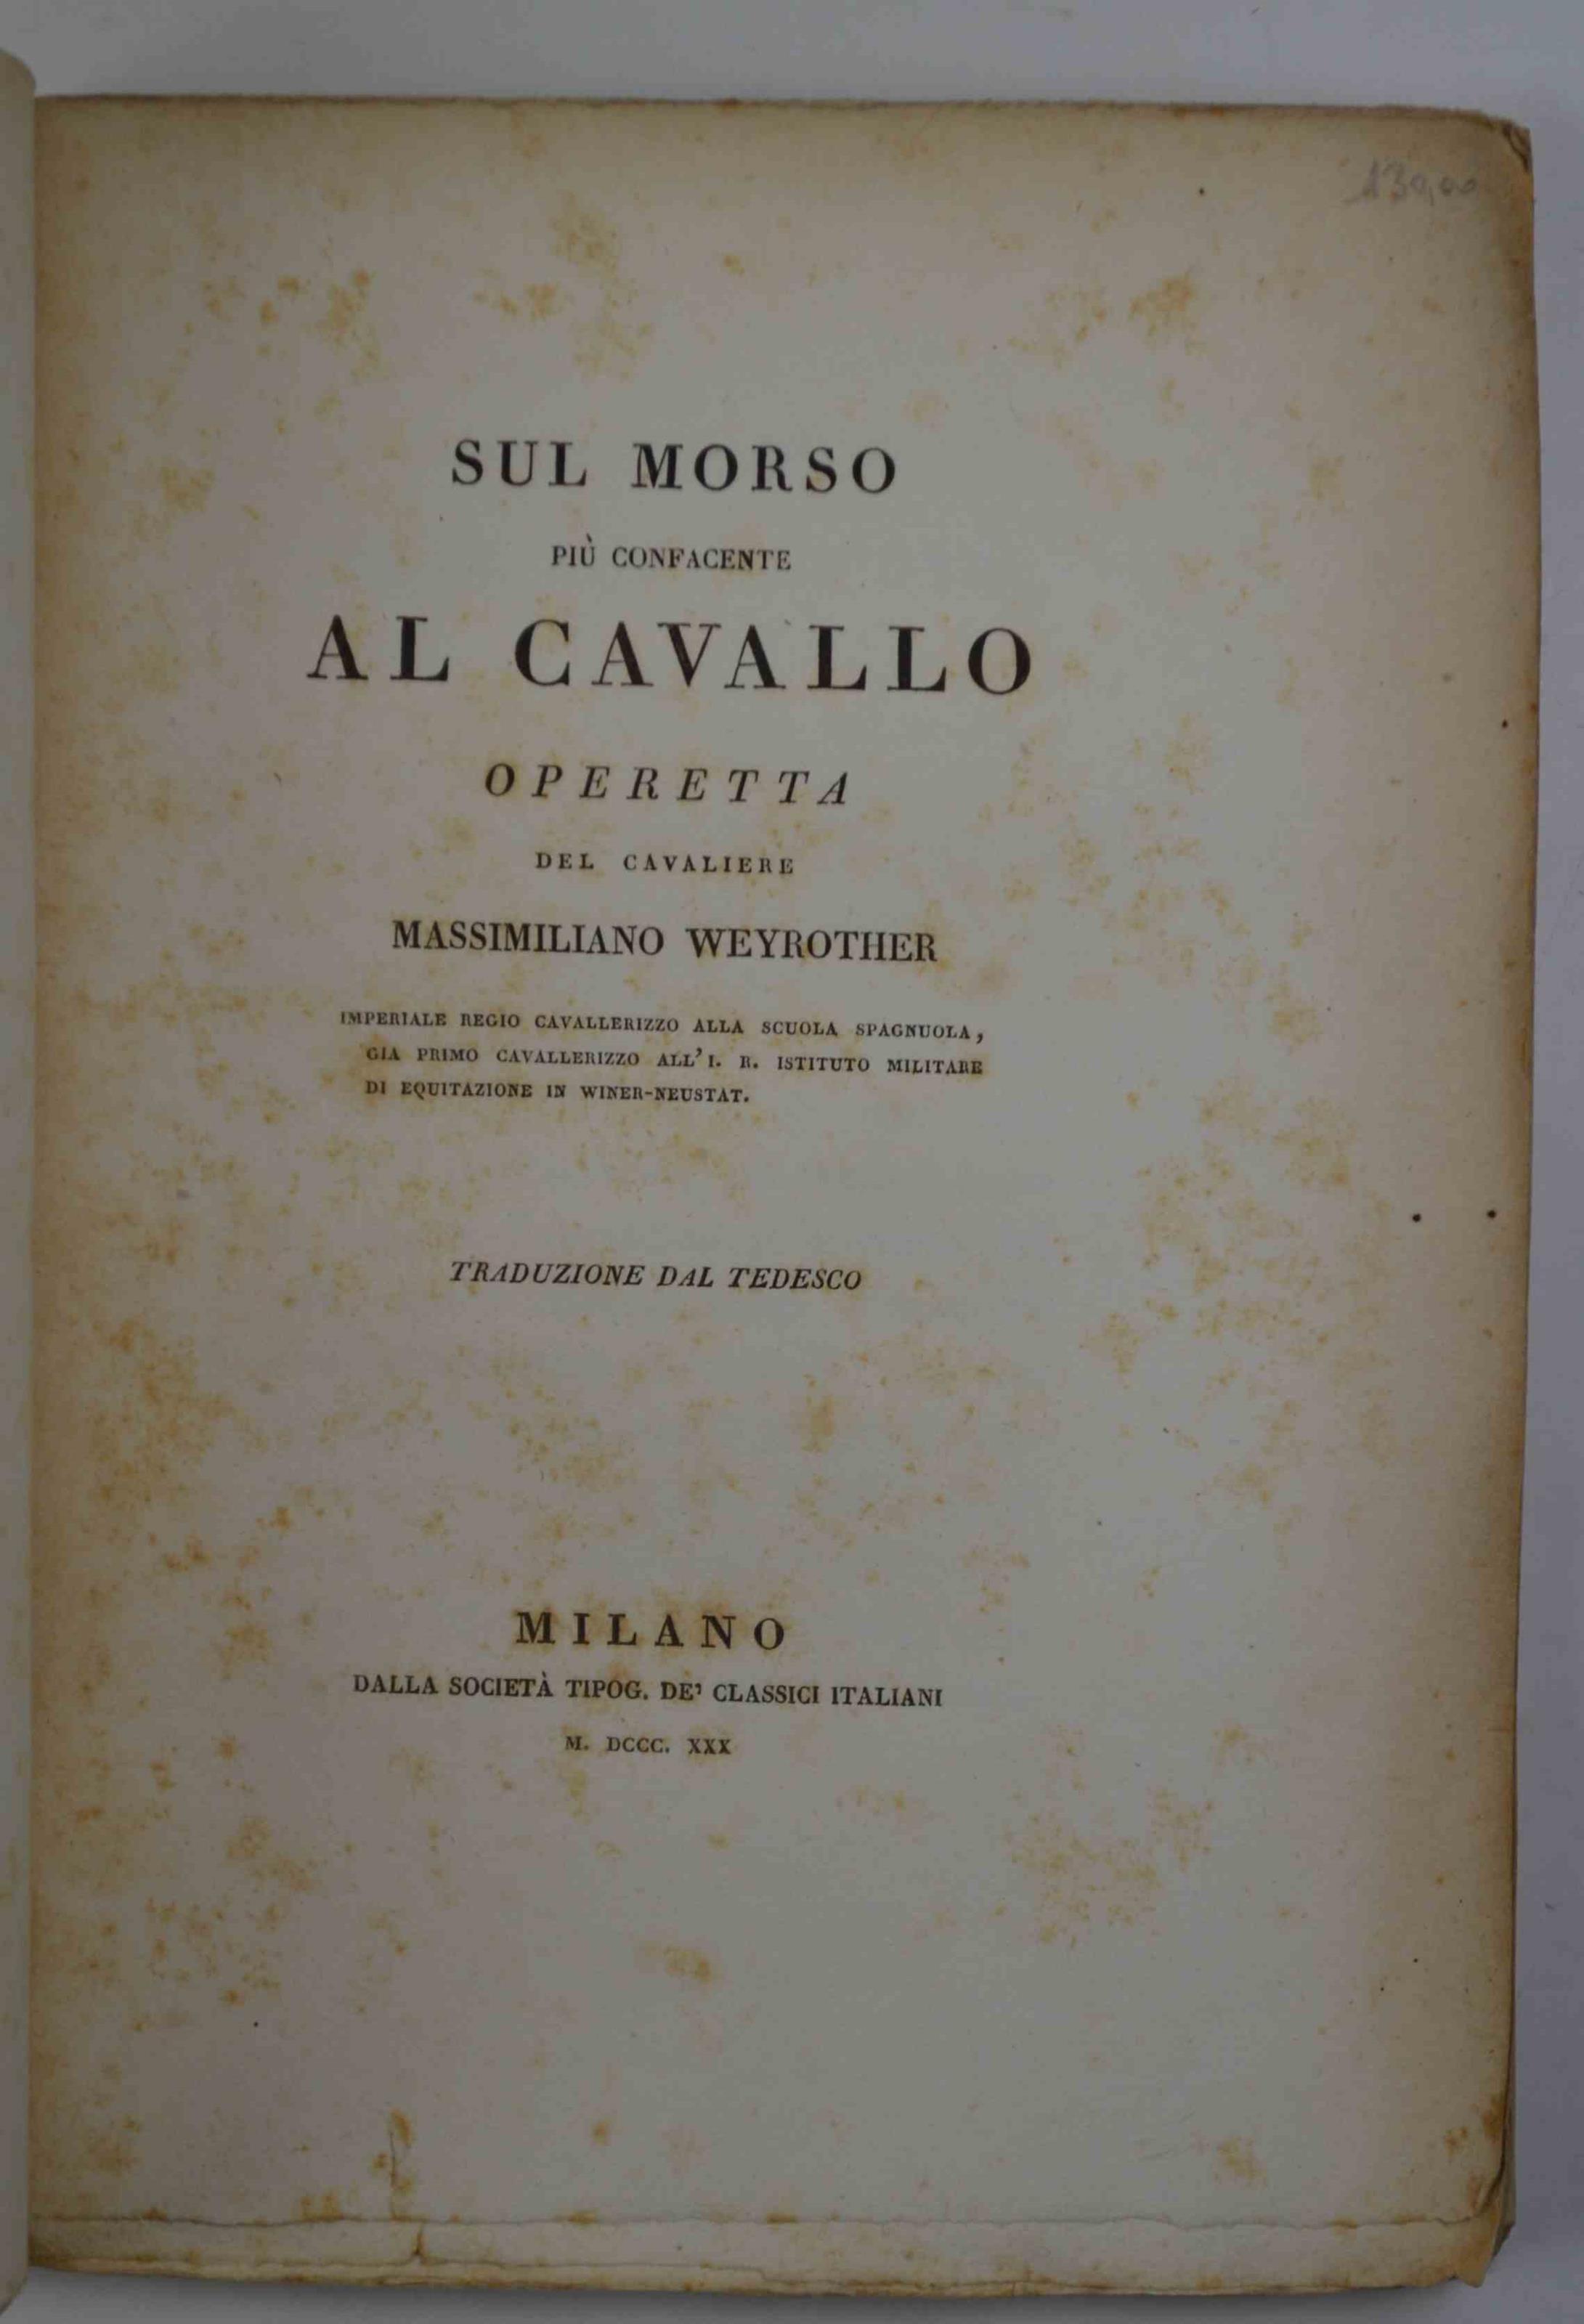 130,00
SUL MORSO
PIÙ CONFACENTE
AL CAVALLO
OPERETTA
DEL CAVALIERE
MASSIMILIANO WEYROTHER
IMPERIALE REGIO CAVALLERIZZO ALLA SCUOLA SPAGNUOLA,
GIA PRIMO CAVALLERIZZO ALL' I. R. ISTITUTO MILITARE
DI EQUITAZIONE IN WINER-NEUSTAT.
TRADUZIONE DAL TEDESCO
MILANO
DALLA SOCIETÀ TIPOG. DE' CLASSICI ITALIANI
M. DCCC. XXX